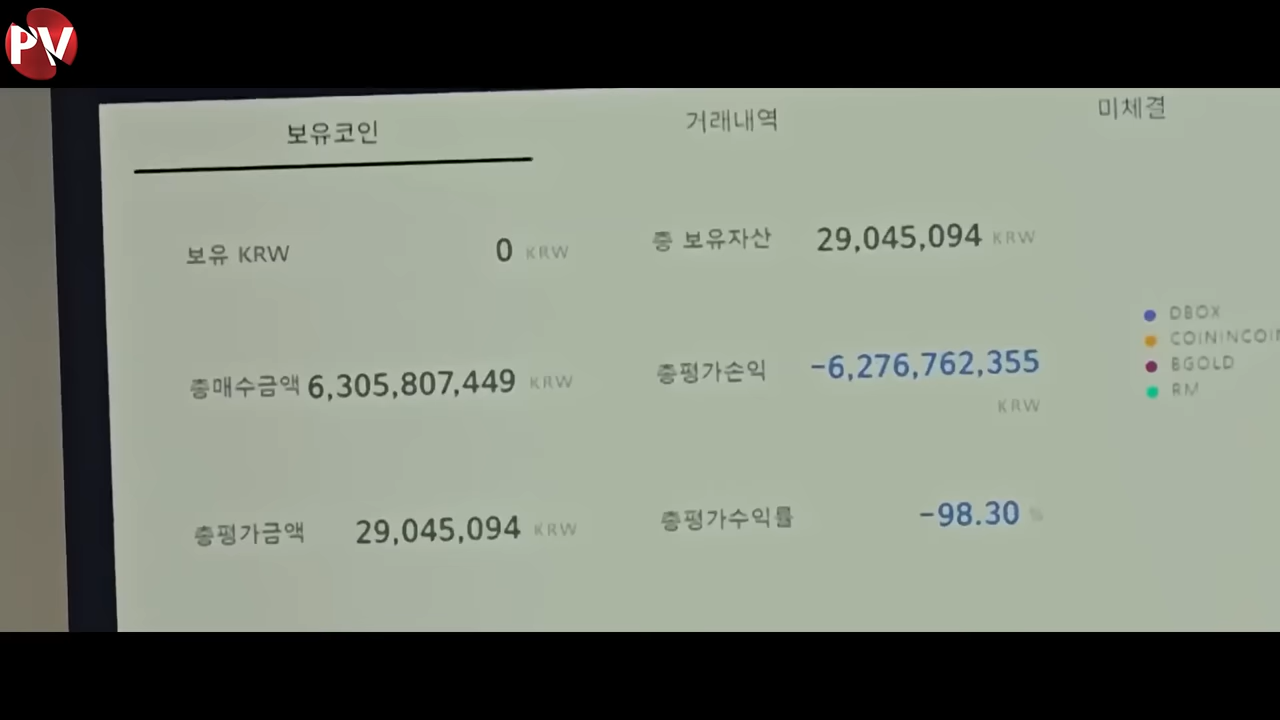 PV
보유코인 거래내역 미체결
보유 KRW 0 KRW 총 보유자산 29,045,094 KRW
DBOX
COININCOIN
BGOLD
RM
총매수금액 6,305,807,449 KRW 총평가손익 -6,276,762,355
KRW
총평가금액 29,045,094 KRW 총평가수익률 -98.30 %